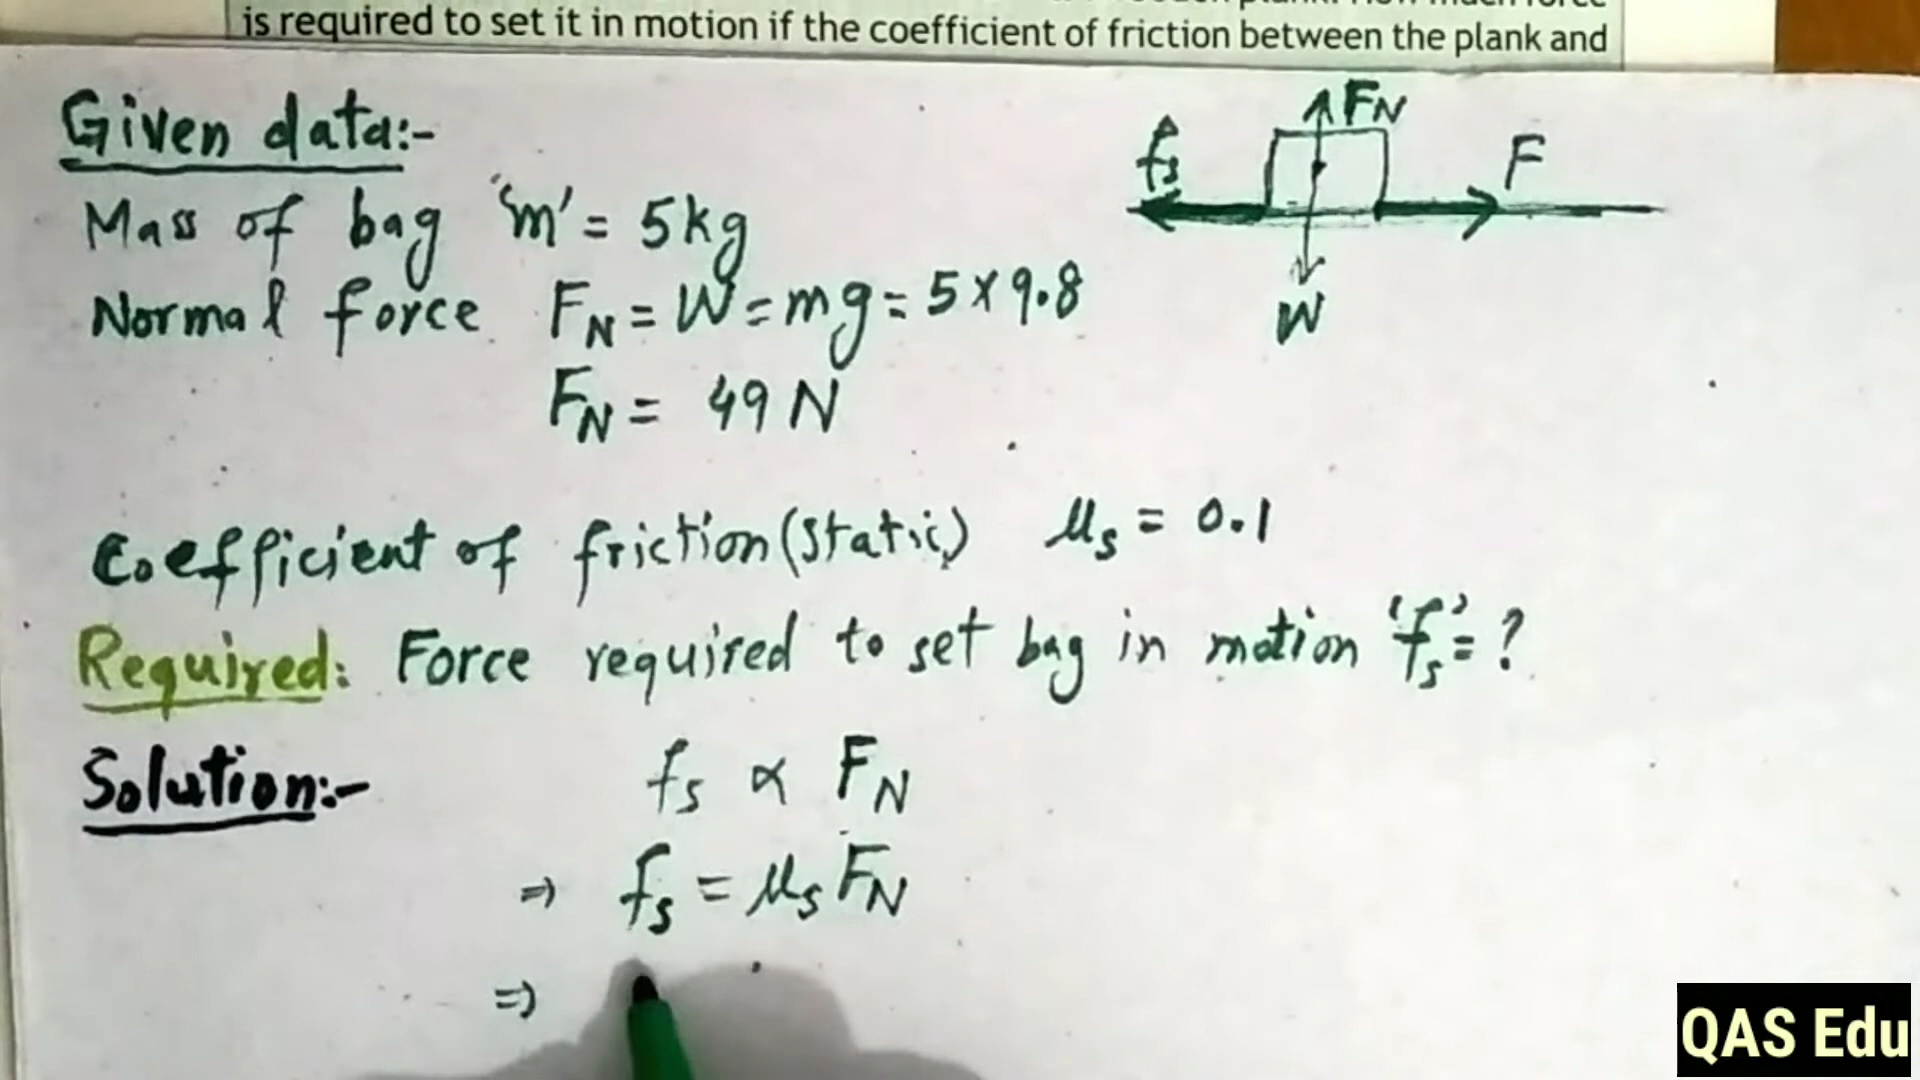 is required to set it in motion if the coefficient of friction between the plank and
Given data:-
Mass of bag 'm' = 5kg
Normal force F_N = W = mg = 5 × 9.8
F_N = 49 N
F_N
f_s
F
W
Coefficient of friction (static) μ_s = 0.1
Required: Force required to set bag in motion 'f_s' = ?
Solution:- f_s ∝ F_N
⇒ f_s = μ_s F_N
⇒
QAS Edu